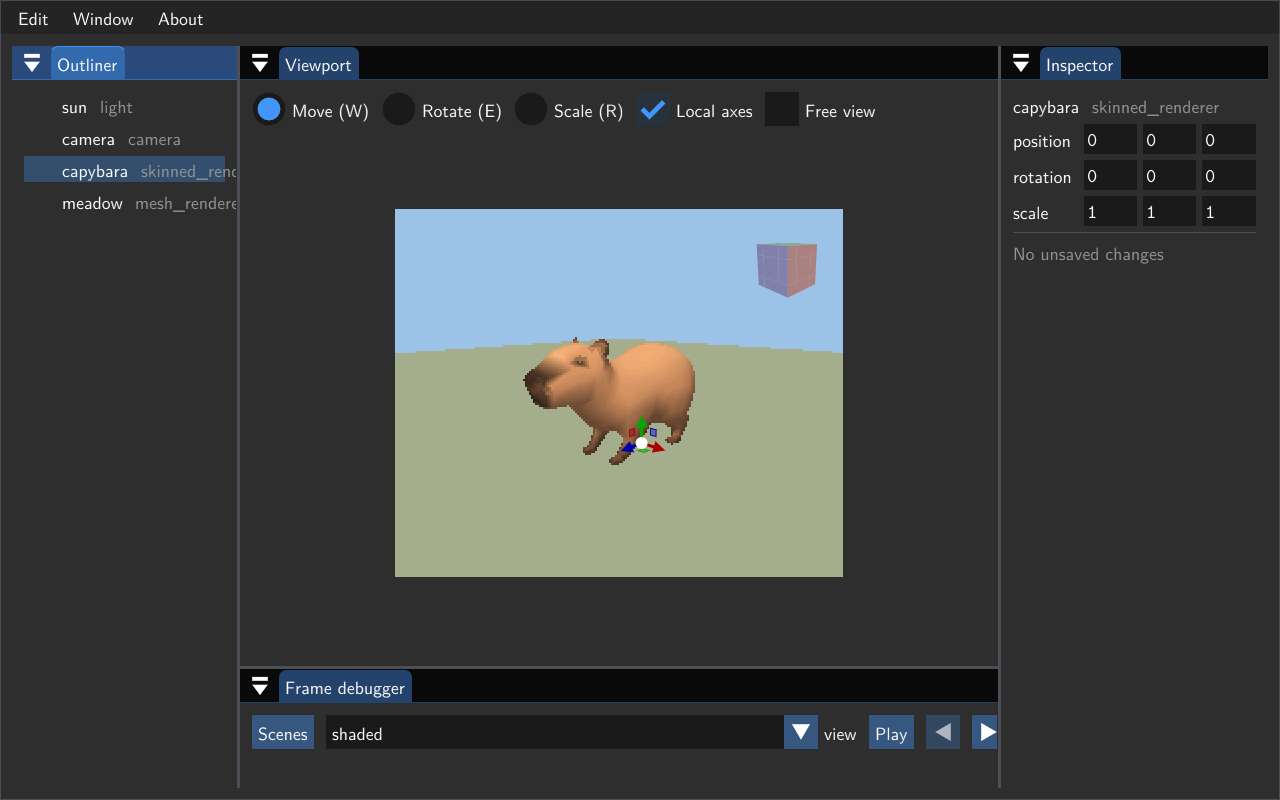 Edit Window About
Outliner
sun light
camera camera
capybara skinned_rend
meadow mesh_rendere
Viewport
Move (W) Rotate (E) Scale (R) Local axes Free view
Inspector
capybara skinned_renderer
position 0 0 0
rotation 0 0 0
scale 1 1 1
No unsaved changes
Frame debugger
Scenes shaded view Play